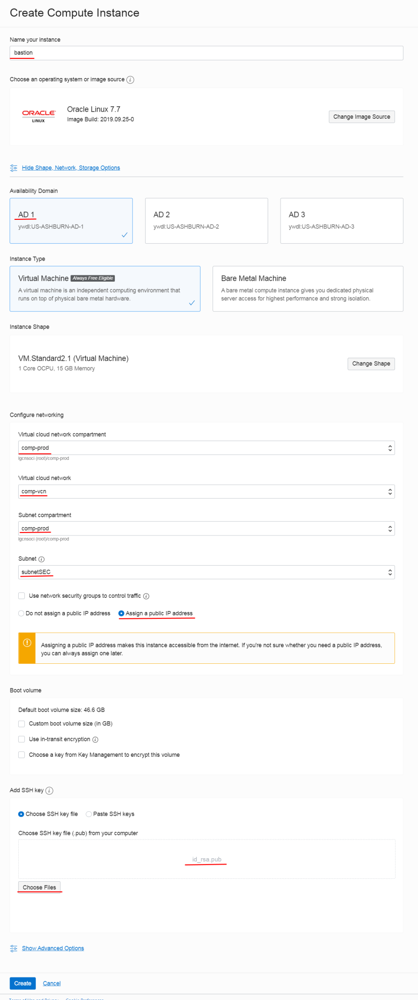 Create Compute Instance
Name your instance
bastion
Choose an operating system or image source i
ORACLE
LINUX
Oracle Linux 7.7
Image Build: 2019.09.25-0
Change Image Source
Hide Shape, Network, Storage Options
Availability Domain
AD 1
ywdl:US-ASHBURN-AD-1
AD 2
ywdl:US-ASHBURN-AD-2
AD 3
ywdl:US-ASHBURN-AD-3
Instance Type
Virtual Machine Always Free Eligible
A virtual machine is an independent computing environment that
runs on top of physical bare metal hardware.
Bare Metal Machine
A bare metal compute instance gives you dedicated physical
server access for highest performance and strong isolation.
Instance Shape
VM.Standard2.1 (Virtual Machine)
1 Core OCPU, 15 GB Memory
Change Shape
Configure networking
Virtual cloud network compartment
comp-prod
lgcnsoci (root)/comp-prod
Virtual cloud network
comp-vcn
Subnet compartment
comp-prod
lgcnsoci (root)/comp-prod
Subnet i
subnetSEC
Use network security groups to control traffic i
Do not assign a public IP address Assign a public IP address
Assigning a public IP address makes this instance accessible from the internet. If you're not sure whether you need a public IP address,
you can always assign one later.
Boot volume
Default boot volume size: 46.6 GB
Custom boot volume size (in GB)
Use in-transit encryption i
Choose a key from Key Management to encrypt this volume
Add SSH key i
Choose SSH key file Paste SSH keys
Choose SSH key file (.pub) from your computer
id_rsa.pub
Choose Files
Show Advanced Options
Create Cancel
Terms of Use and Privacy Cookie Preferences